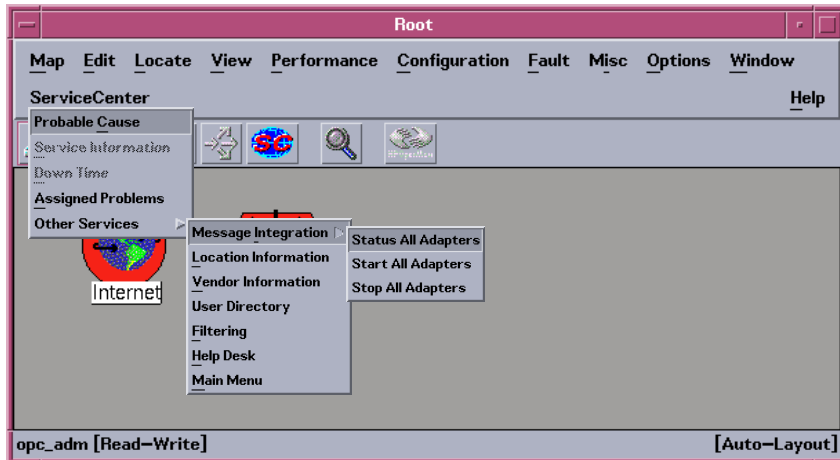 Root
Map Edit Locate View Performance Configuration Fault Misc Options Window
ServiceCenter Help
Probable Cause
Service Information
Down Time
Assigned Problems
Other Services
SC
Message Integration
Location Information
Vendor Information
User Directory
Filtering
Help Desk
Main Menu
Status All Adapters
Start All Adapters
Stop All Adapters
Internet
opc_adm [Read-Write] [Auto-Layout]